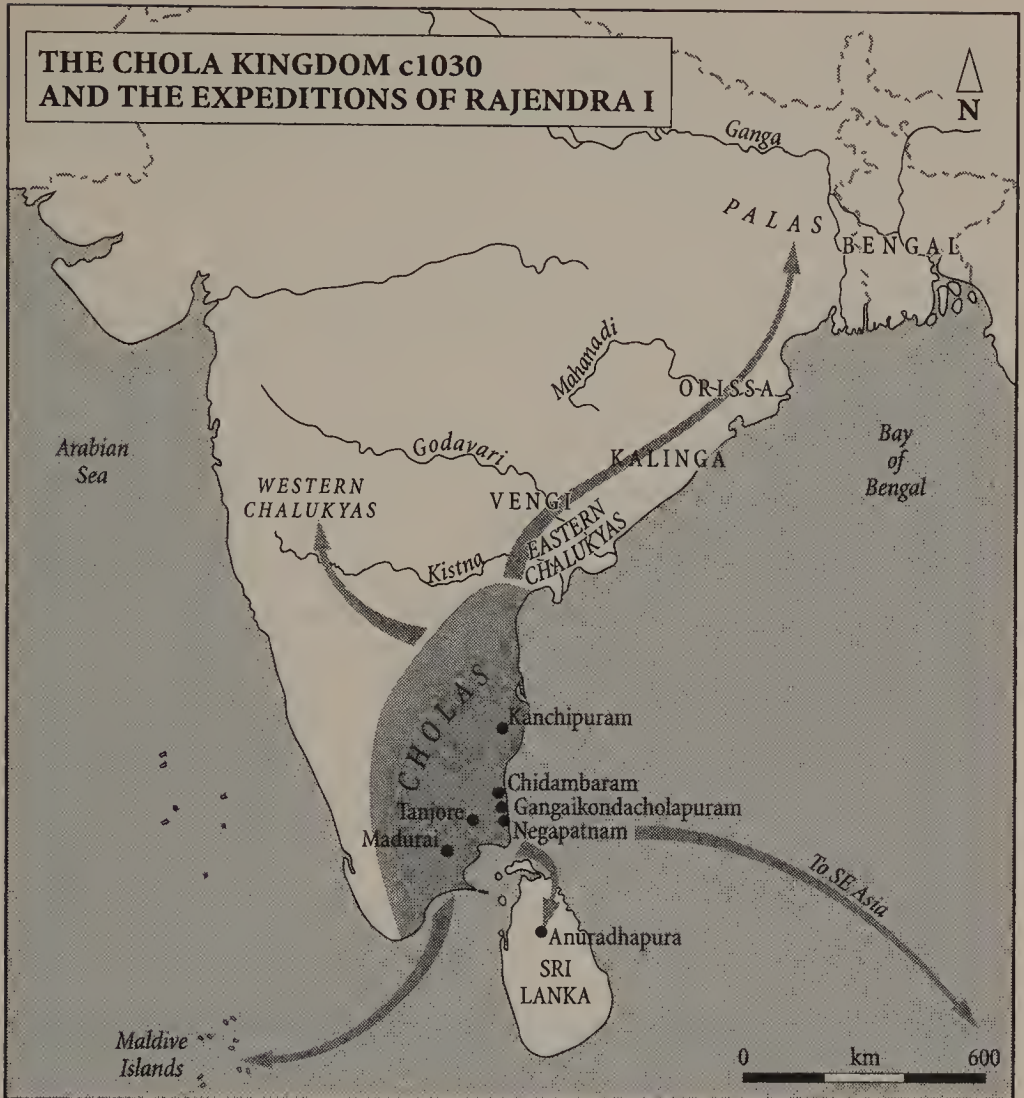 THE CHOLA KINGDOM c1030
AND THE EXPEDITIONS OF RAJENDRA I
N
Ganga
PALAS
BENGAL
Mahanadi
ORISSA
Arabian
Sea
Godavari
KALINGA
Bay
of
Bengal
WESTERN
CHALUKYAS
VENGI
EASTERN
CHALUKYAS
Kistna
CHOLAS
Kanchipuram
Chidambaram
Gangaikondacholapuram
Tanjore
Negapatnam
Madurai
To SE Asia
Anuradhapura
SRI
LANKA
Maldive
Islands
0 km 600